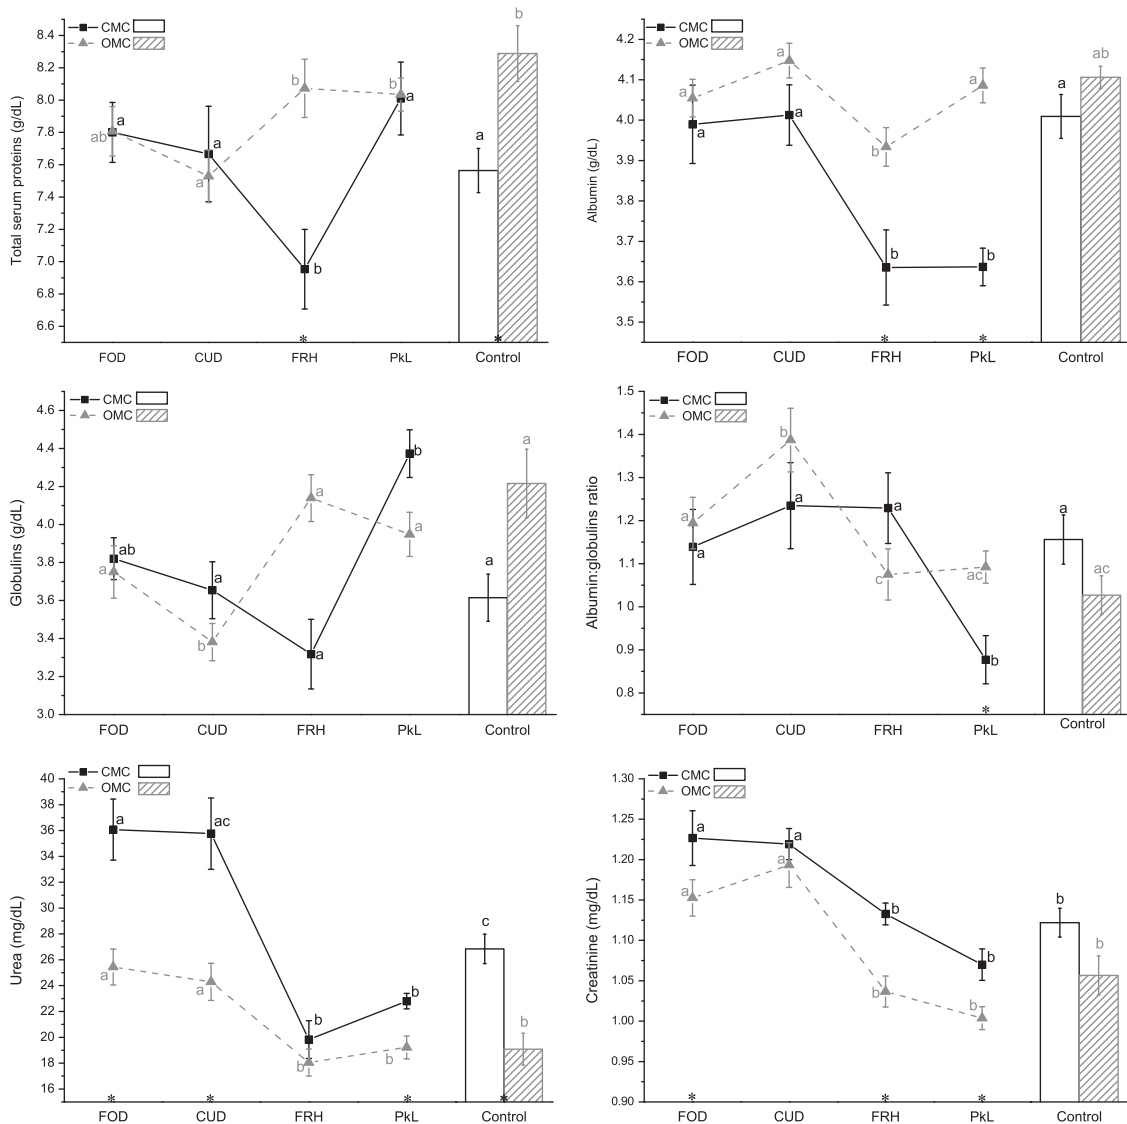 CMC
OMC
Total serum proteins (g/dL)
8.4
8.2
8.0
7.8
7.6
7.4
7.2
7.0
6.8
6.6
b
b
b
a
a
a
ab
a
a
b
*
*
FOD
CUD
FRH
PkL
Control
CMC
OMC
Albumin (g/dL)
4.2
4.1
4.0
3.9
3.8
3.7
3.6
3.5
a
a
a
ab
a
a
a
b
b
b
*
*
FOD
CUD
FRH
PkL
Control
CMC
OMC
Globulins (g/dL)
4.6
4.4
4.2
4.0
3.8
3.6
3.4
3.2
3.0
a
b
a
a
ab
a
a
a
b
a
FOD
CUD
FRH
PkL
Control
CMC
OMC
Albumin:globulins ratio
1.5
1.4
1.3
1.2
1.1
1.0
0.9
0.8
b
a
a
a
a
a
c
ac
ac
b
*
FOD
CUD
FRH
PkL
Control
CMC
OMC
Urea (mg/dL)
40
38
36
34
32
30
28
26
24
22
20
18
16
a
ac
c
a
a
b
b
b
b
b
*
*
*
*
FOD
CUD
FRH
PkL
Control
CMC
OMC
Creatinine (mg/dL)
1.30
1.25
1.20
1.15
1.10
1.05
1.00
0.95
0.90
a
a
a
a
b
b
b
b
b
b
*
*
*
FOD
CUD
FRH
PkL
Control